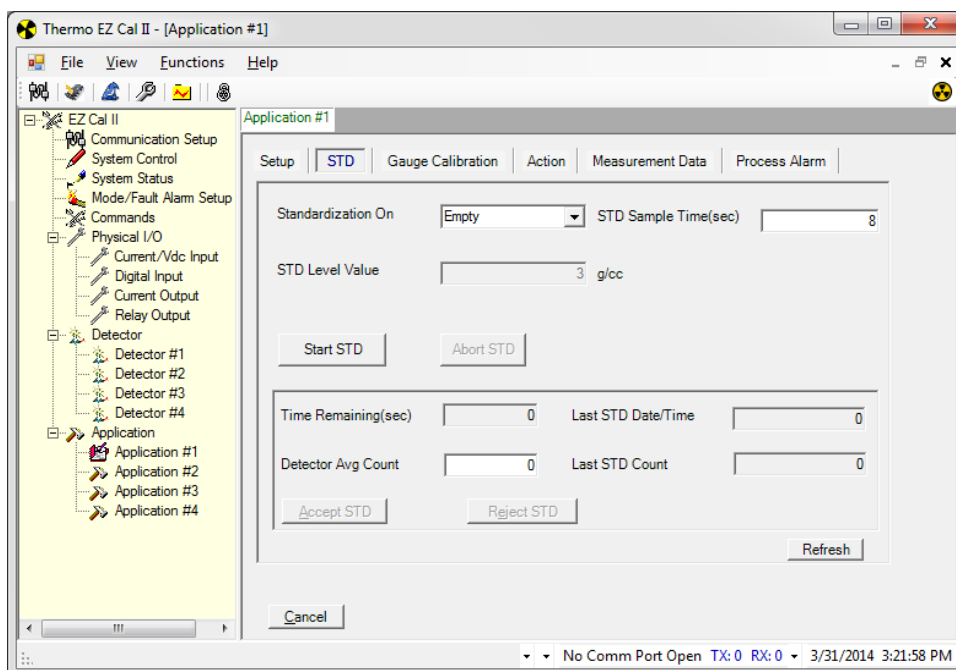 Thermo EZ Cal II - [Application #1]
File View Functions Help
EZ Cal II
Communication Setup
System Control
System Status
Mode/Fault Alarm Setup
Commands
Physical I/O
Current/Vdc Input
Digital Input
Current Output
Relay Output
Detector
Detector #1
Detector #2
Detector #3
Detector #4
Application
Application #1
Application #2
Application #3
Application #4
Application #1
Setup STD Gauge Calibration Action Measurement Data Process Alarm
Standardization On Empty STD Sample Time(sec) 8
STD Level Value 3 g/cc
Start STD Abort STD
Time Remaining(sec) 0 Last STD Date/Time 0
Detector Avg Count 0 Last STD Count 0
Accept STD Reject STD
Refresh
Cancel
No Comm Port Open TX: 0 RX: 0 3/31/2014 3:21:58 PM